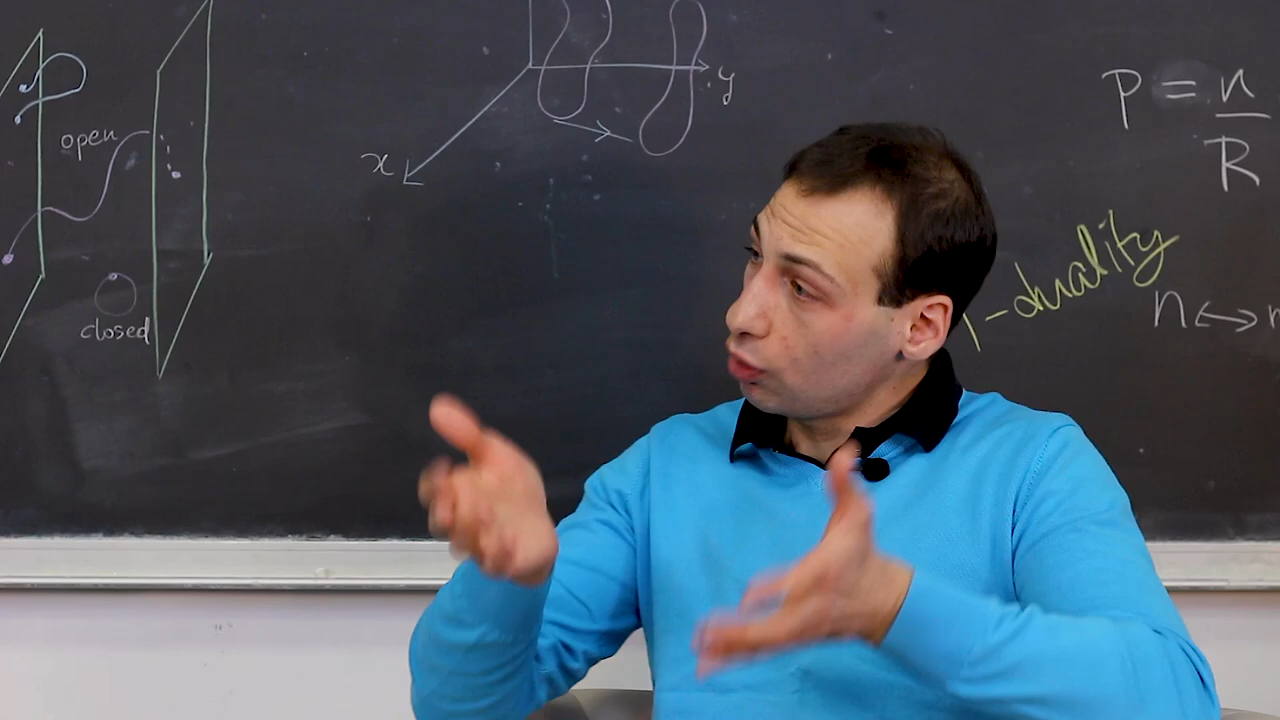 open
closed
x
y
P = n
R
-duality
n ↔